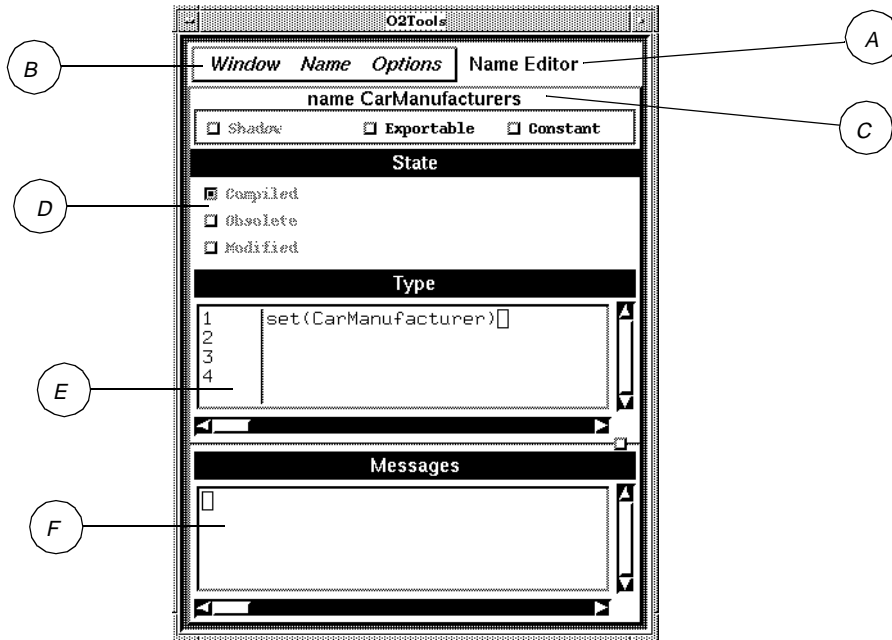 O2Tools
A
B
Window Name Options Name Editor
name CarManufacturers
C
Shadow Exportable Constant
State
D
Compiled
Obsolete
Modified
Type
1 set(CarManufacturer)
2
3
4
E
Messages
F